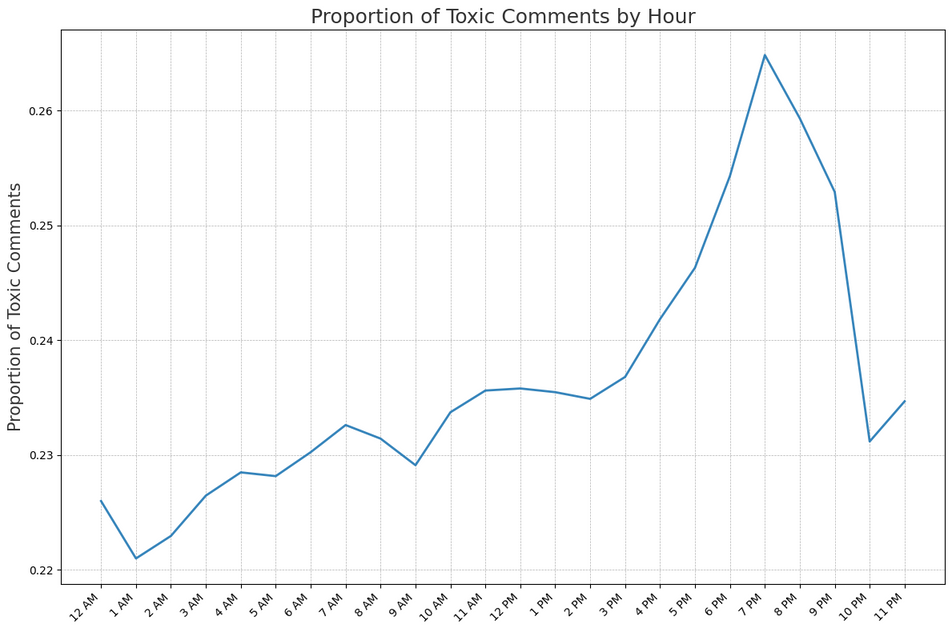 Proportion of Toxic Comments by Hour
Proportion of Toxic Comments
0.26
0.25
0.24
0.23
0.22
12 AM
1 AM
2 AM
3 AM
4 AM
5 AM
6 AM
7 AM
8 AM
9 AM
10 AM
11 AM
12 PM
1 PM
2 PM
3 PM
4 PM
5 PM
6 PM
7 PM
8 PM
9 PM
10 PM
11 PM